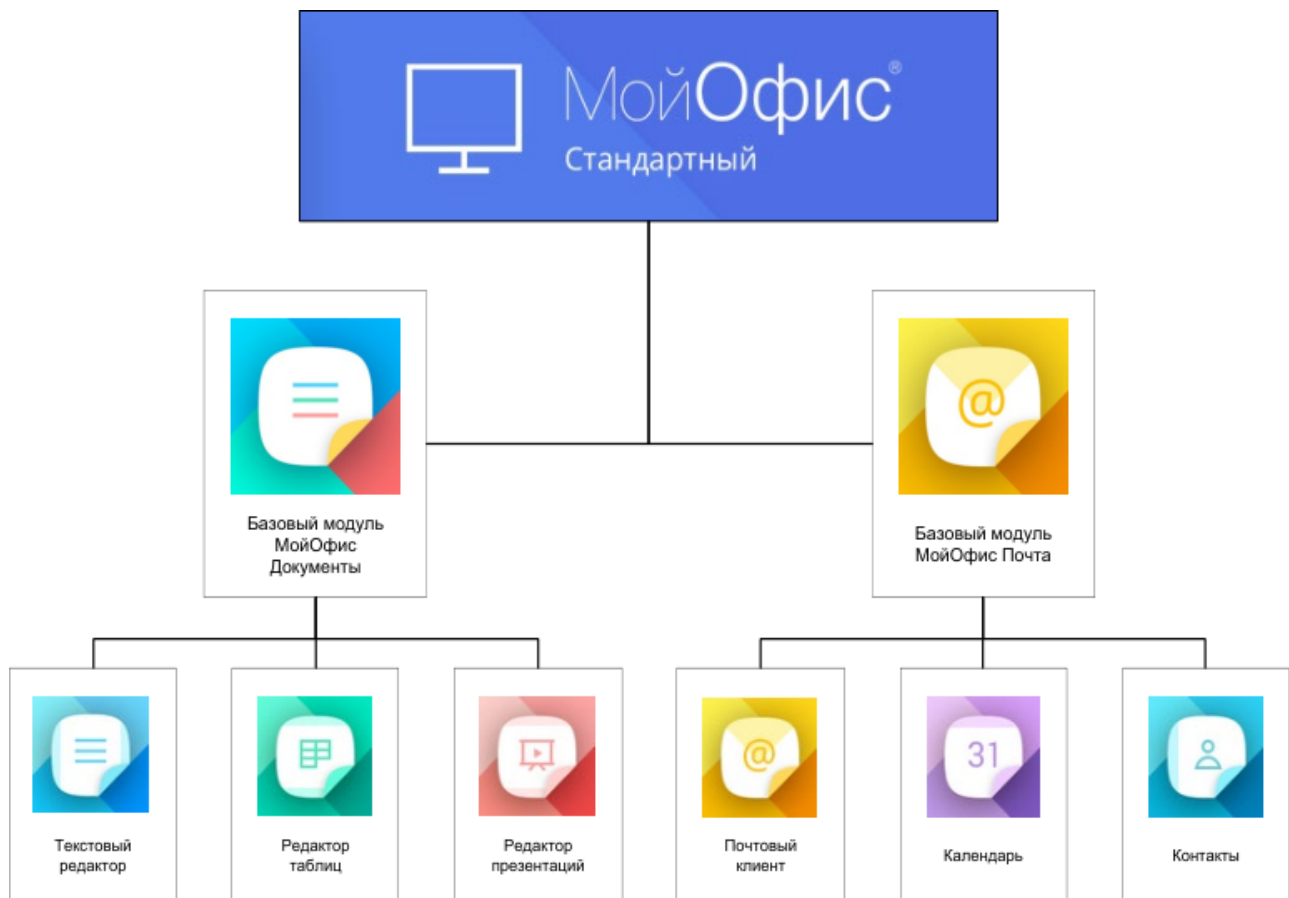 МойОфис®
Стандартный
Базовый модуль
МойОфис
Документы
@
Базовый модуль
МойОфис Почта
Текстовый
редактор
Редактор
таблиц
Редактор
презентаций
@
Почтовый
клиент
31
Календарь
Контакты